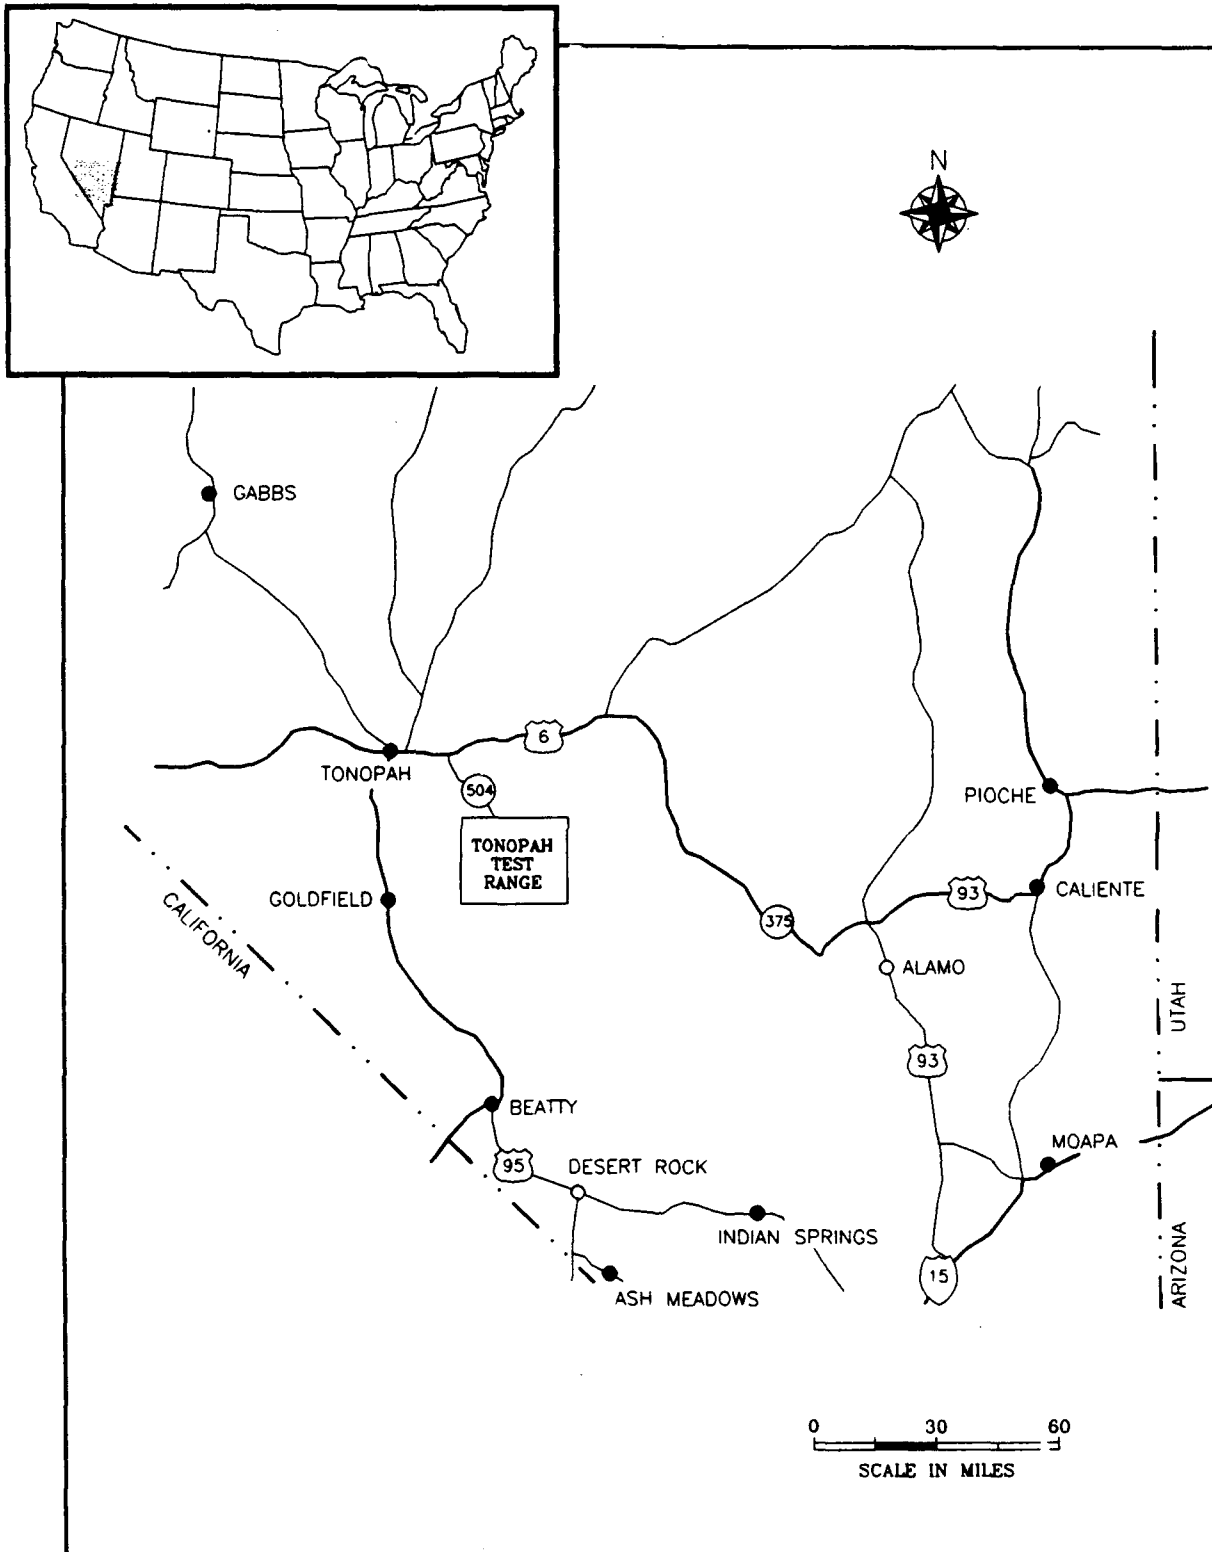 N
GABBS
6
TONOPAH
504
PIOCHE
TONOPAH
TEST
RANGE
GOLDFIELD
93
CALIENTE
375
CALIFORNIA
ALAMO
UTAH
93
BEATTY
MOAPA
95
DESERT ROCK
INDIAN SPRINGS
15
ARIZONA
ASH MEADOWS
0 30 60
SCALE IN MILES